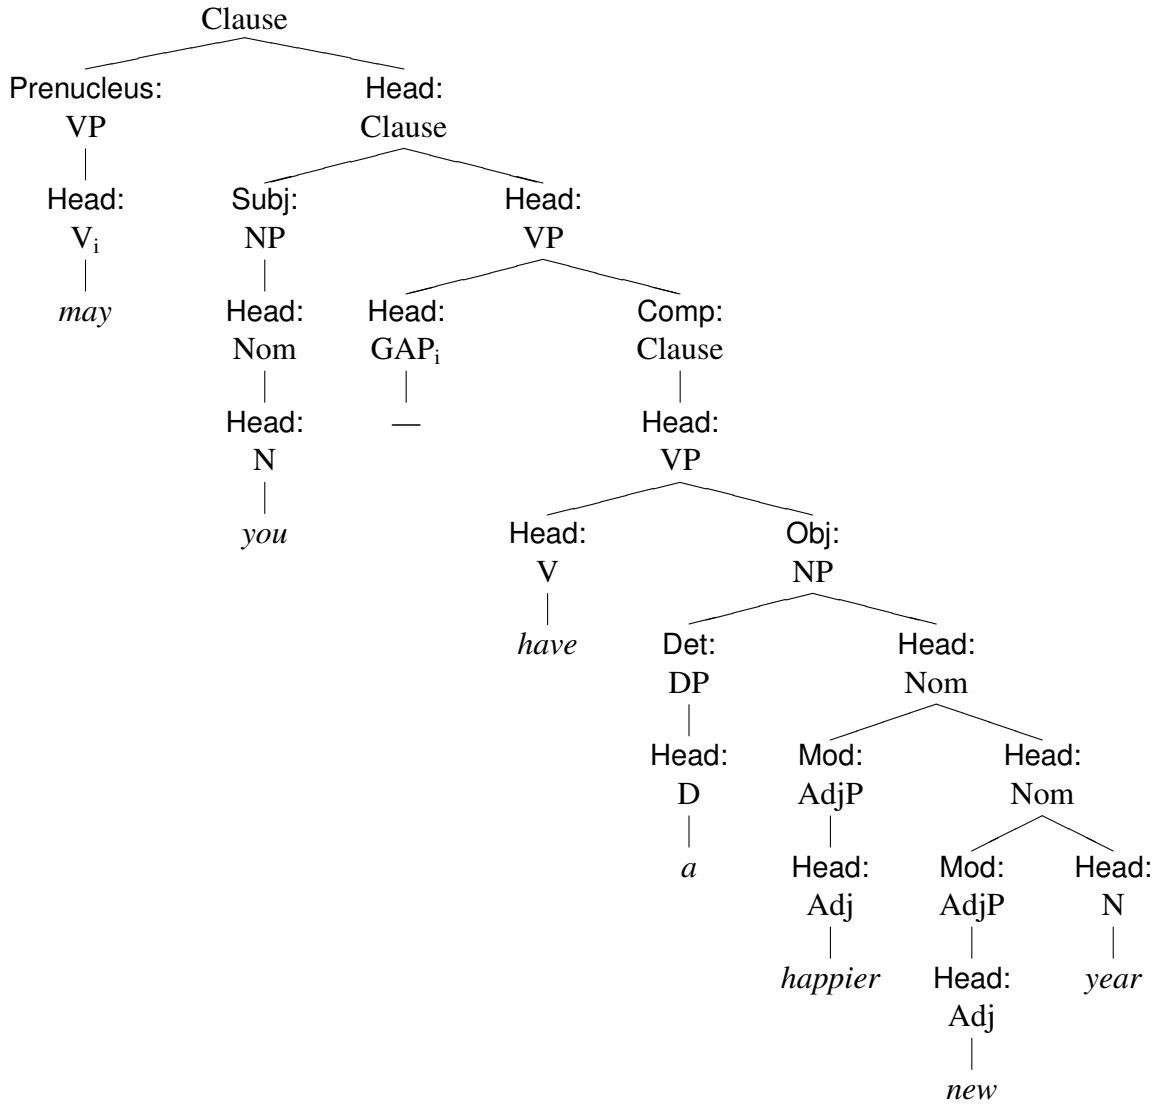 Clause
Prenucleus: Head:
VP Clause
Head: Subj: Head:
V_i NP VP
may Head: Head: Comp:
Nom GAP_i Clause
Head: — Head:
N VP
you Head: Obj:
V NP
have Det: Head:
DP Nom
Head: Mod: Head:
D AdjP Nom
a Head: Mod: Head:
Adj AdjP N
happier Head: year
Adj
new